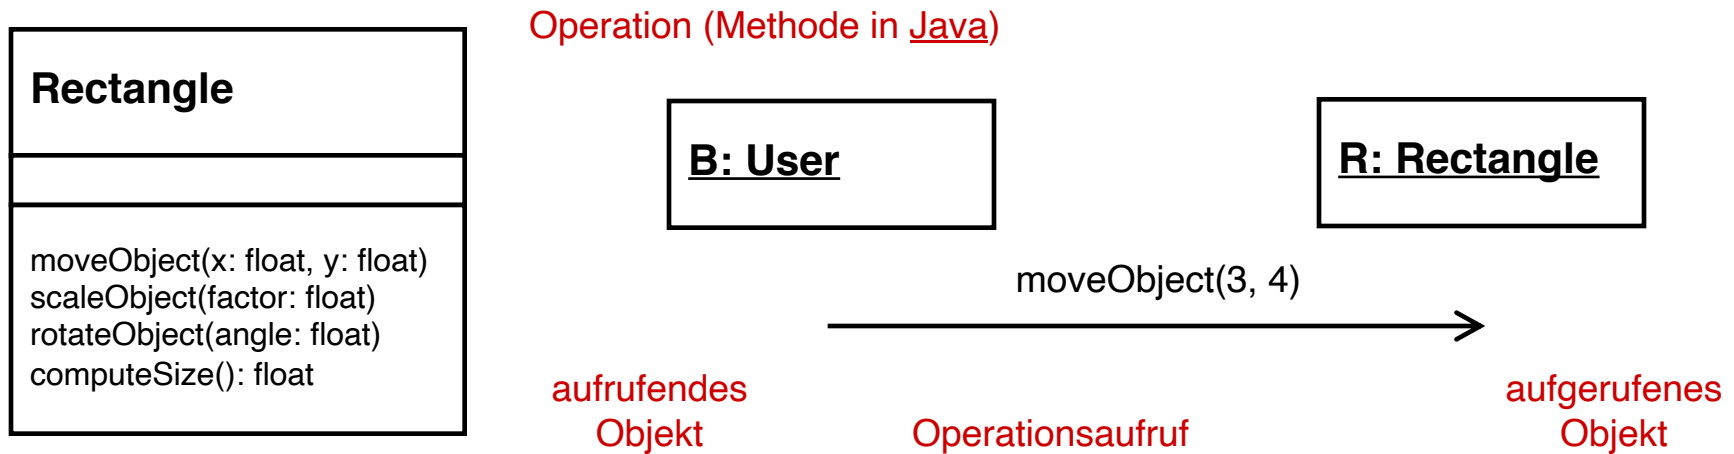 Operation (Methode in Java)
Rectangle
moveObject(x: float, y: float)
scaleObject(factor: float)
rotateObject(angle: float)
computeSize(): float
B: User
R: Rectangle
moveObject(3, 4)
aufrufendes
Objekt
Operationsaufruf
aufgerufenes
Objekt